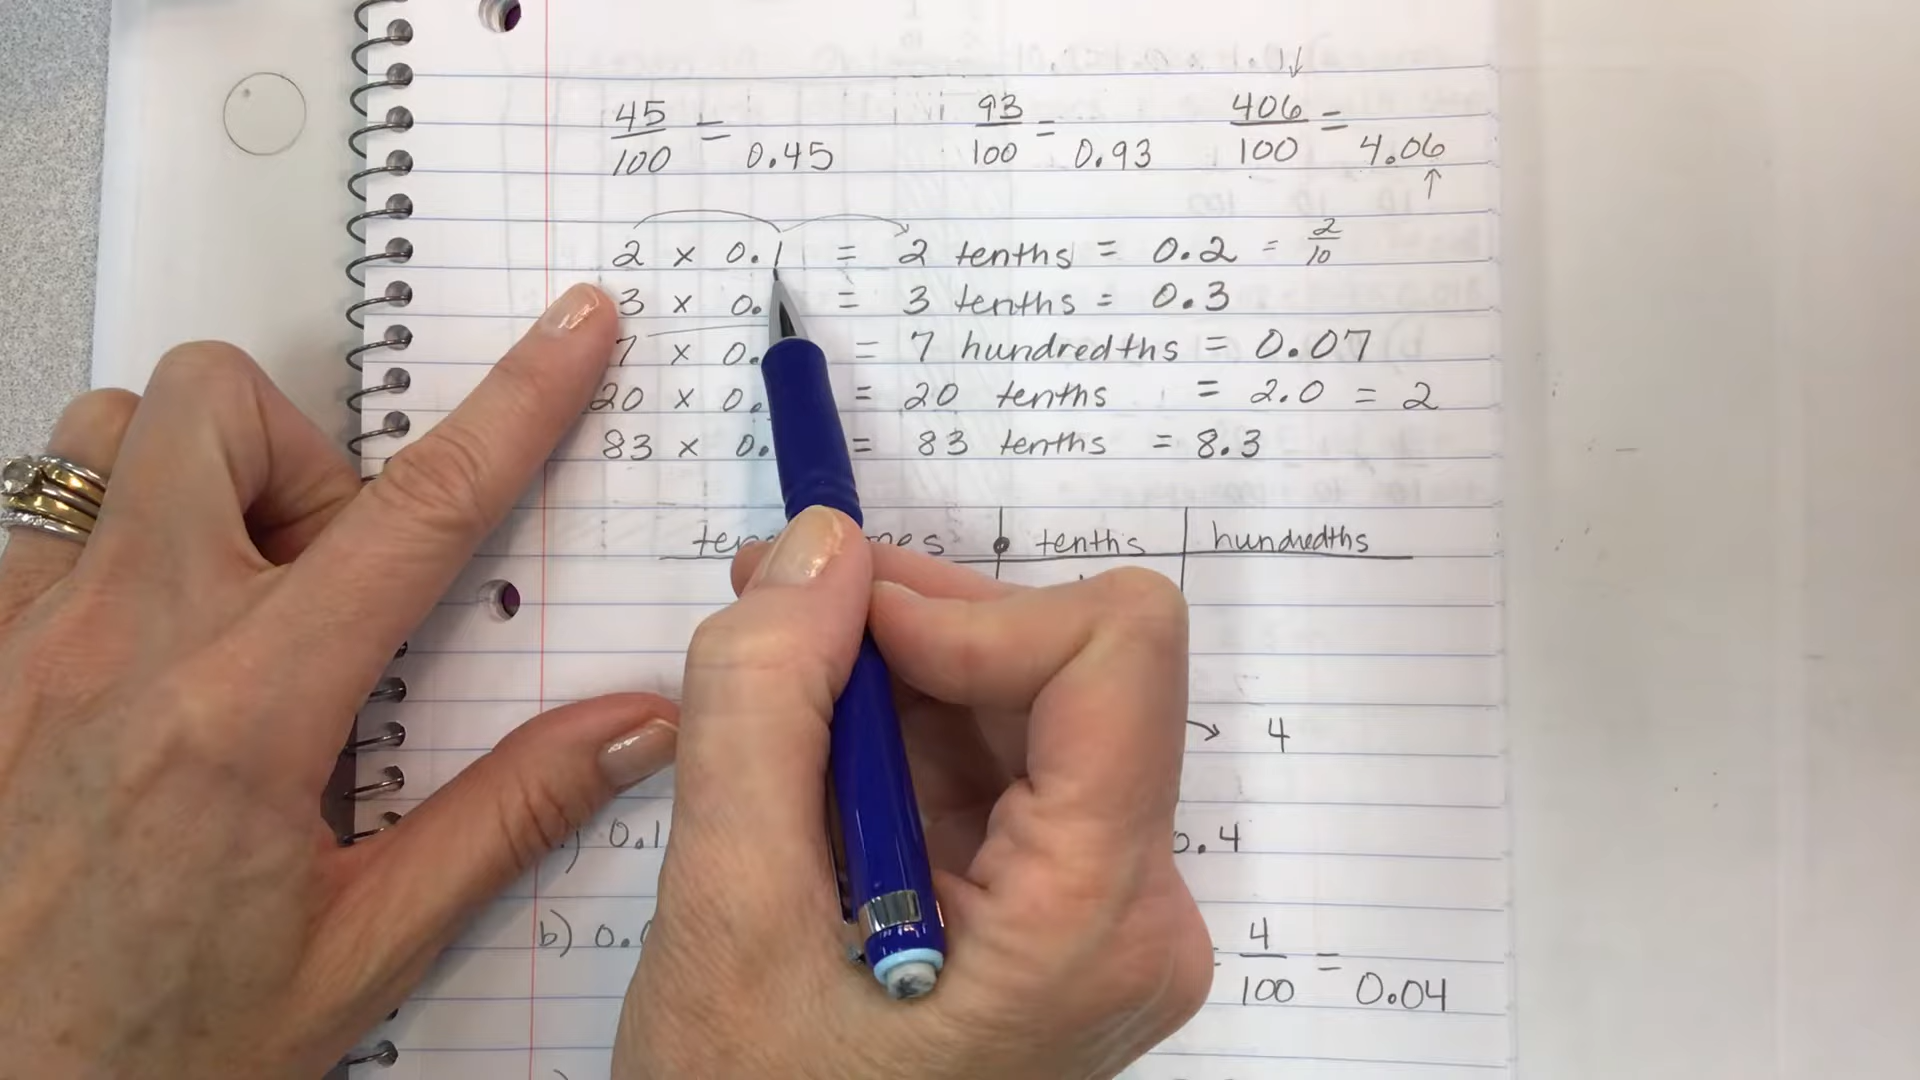 45/100 = 0.45 93/100 = 0.93 406/100 = 4.06
2 x 0.1 = 2 tenths = 0.2 = 2/10
3 x 0. = 3 tenths = 0.3
7 x 0. = 7 hundredths = 0.07
20 x 0. = 20 tenths = 2.0 = 2
83 x 0. = 83 tenths = 8.3
tenths hundredths
→ 4
0.1 0.4
b) 0. 4/100 = 0.04